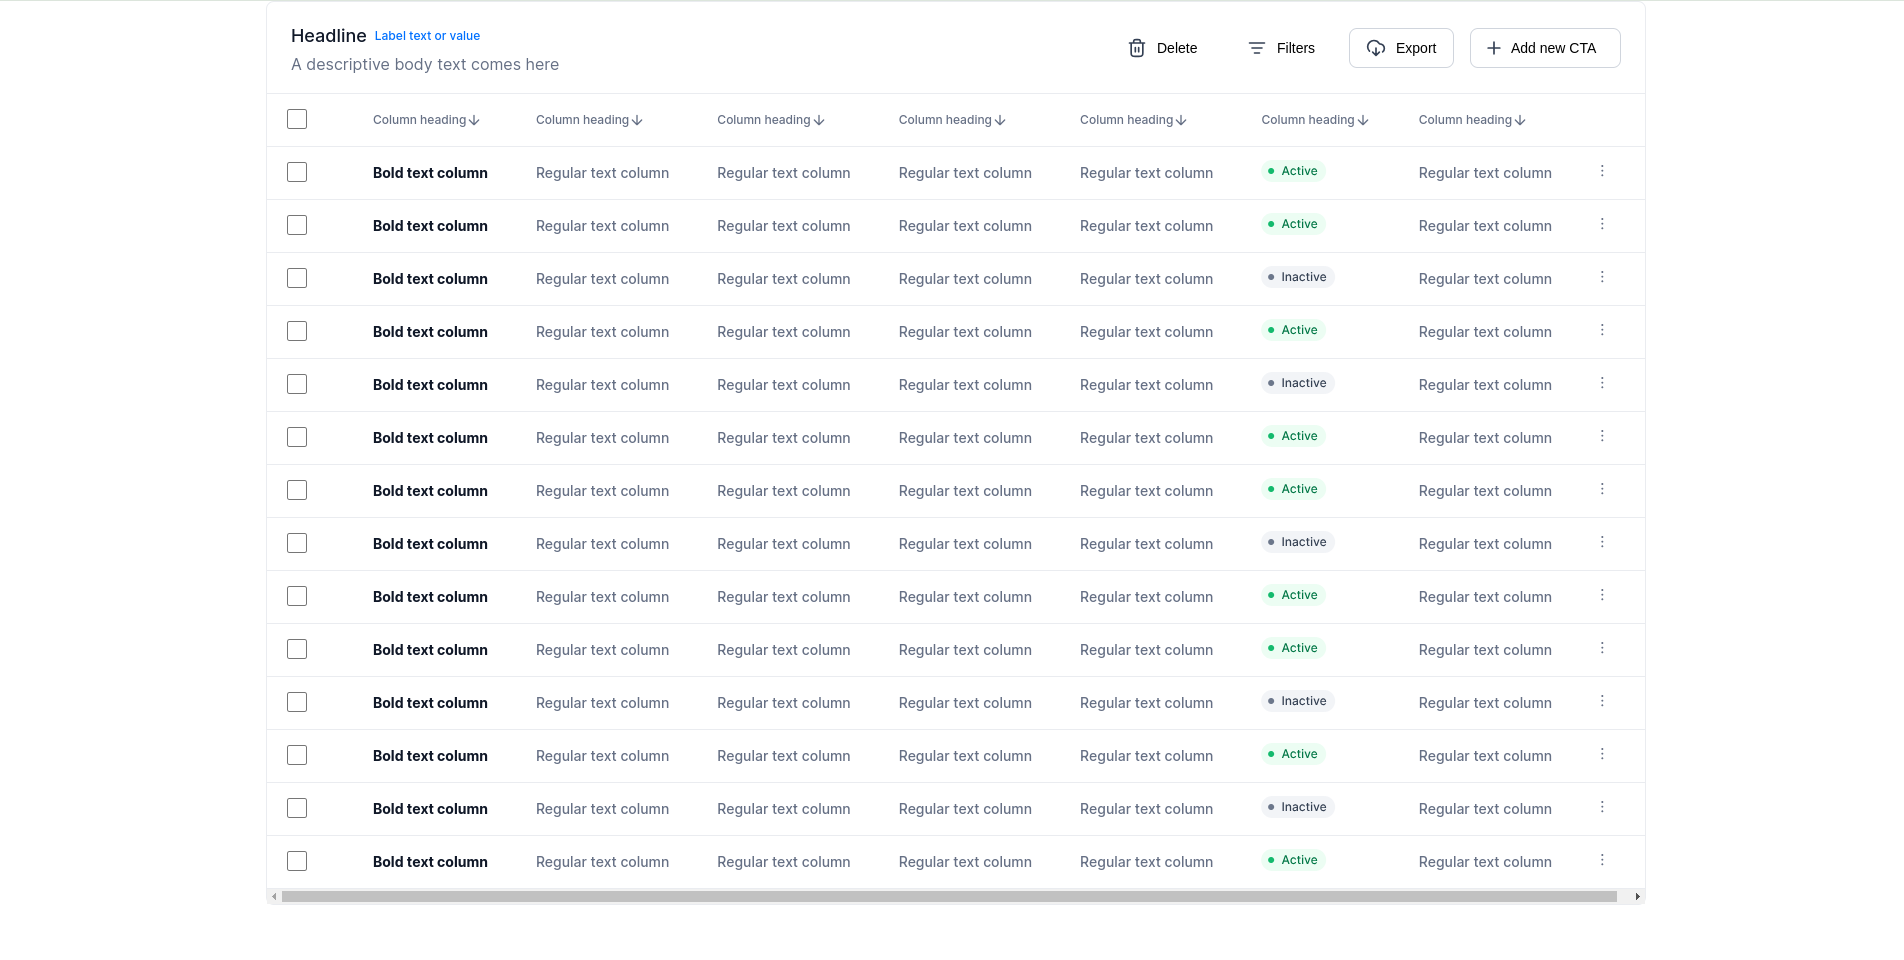 Headline Label text or value
A descriptive body text comes here
Delete Filters Export Add new CTA
Column heading Column heading Column heading Column heading Column heading Column heading Column heading
Bold text column Regular text column Regular text column Regular text column Regular text column Active Regular text column
Bold text column Regular text column Regular text column Regular text column Regular text column Active Regular text column
Bold text column Regular text column Regular text column Regular text column Regular text column Inactive Regular text column
Bold text column Regular text column Regular text column Regular text column Regular text column Active Regular text column
Bold text column Regular text column Regular text column Regular text column Regular text column Inactive Regular text column
Bold text column Regular text column Regular text column Regular text column Regular text column Active Regular text column
Bold text column Regular text column Regular text column Regular text column Regular text column Active Regular text column
Bold text column Regular text column Regular text column Regular text column Regular text column Inactive Regular text column
Bold text column Regular text column Regular text column Regular text column Regular text column Active Regular text column
Bold text column Regular text column Regular text column Regular text column Regular text column Active Regular text column
Bold text column Regular text column Regular text column Regular text column Regular text column Inactive Regular text column
Bold text column Regular text column Regular text column Regular text column Regular text column Active Regular text column
Bold text column Regular text column Regular text column Regular text column Regular text column Inactive Regular text column
Bold text column Regular text column Regular text column Regular text column Regular text column Active Regular text column